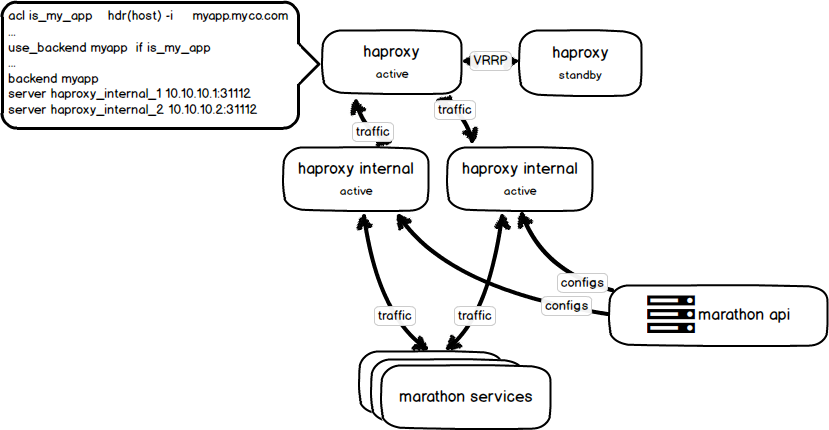 acl is_my_app hdr(host) -i myapp.myco.com
...
use_backend myapp if is_my_app
...
backend myapp
server haproxy_internal_1 10.10.10.1:31112
server haproxy_internal_2 10.10.10.2:31112
haproxy
active
VRRP
haproxy
standby
traffic
traffic
haproxy internal
active
haproxy internal
active
configs
configs
traffic
traffic
marathon api
marathon services